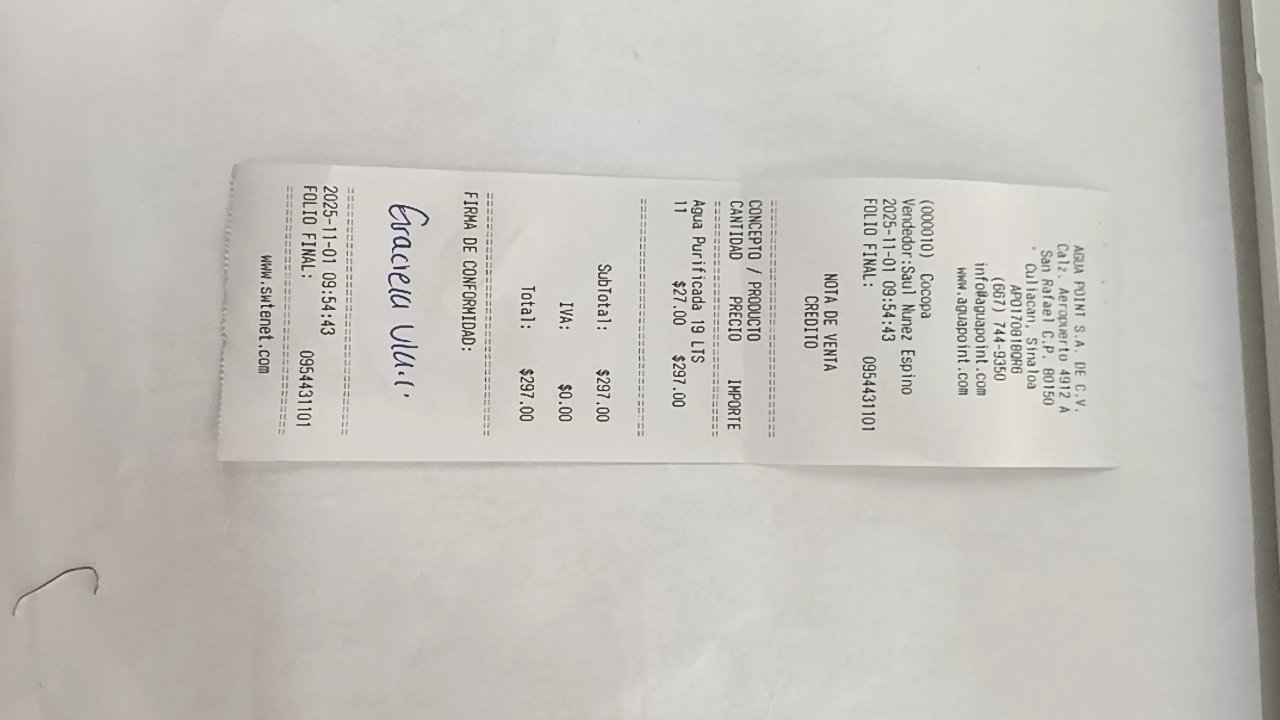 AGUA POINT S.A. DE C.V.
Calz. Aeropuerto 4912 A
San Rafael C.P. 80150
Culiacan, Sinaloa
APO170818QR6
(667) 744-9350
info@aguapoint.com
www.aguapoint.com
(000010) Cocopa
Vendedor:Saul Nunez Espino
2025-11-01 09:54:43
FOLIO FINAL: 0954431101
NOTA DE VENTA
CREDITO
CONCEPTO / PRODUCTO
CANTIDAD PRECIO IMPORTE
Agua Purificada 19 LTS
11 $27.00 $297.00
SubTotal: $297.00
IVA: $0.00
Total: $297.00
FIRMA DE CONFORMIDAD:
Graciela
2025-11-01 09:54:43
FOLIO FINAL: 0954431101
www.swtenet.com